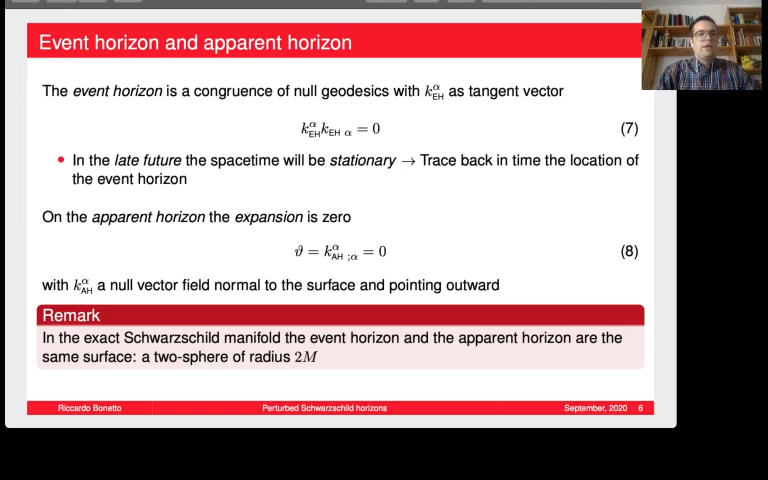 Event horizon and apparent horizon
The event horizon is a congruence of null geodesics with k^α_EH as tangent vector
k^α_EH k_EH α = 0 (7)
• In the late future the spacetime will be stationary → Trace back in time the location of
the event horizon
On the apparent horizon the expansion is zero
ϑ = k^α_AH ;α = 0 (8)
with k^α_AH a null vector field normal to the surface and pointing outward
Remark
In the exact Schwarzschild manifold the event horizon and the apparent horizon are the
same surface: a two-sphere of radius 2M
Riccardo Bonetto Perturbed Schwarzschild horizons September, 2020 6